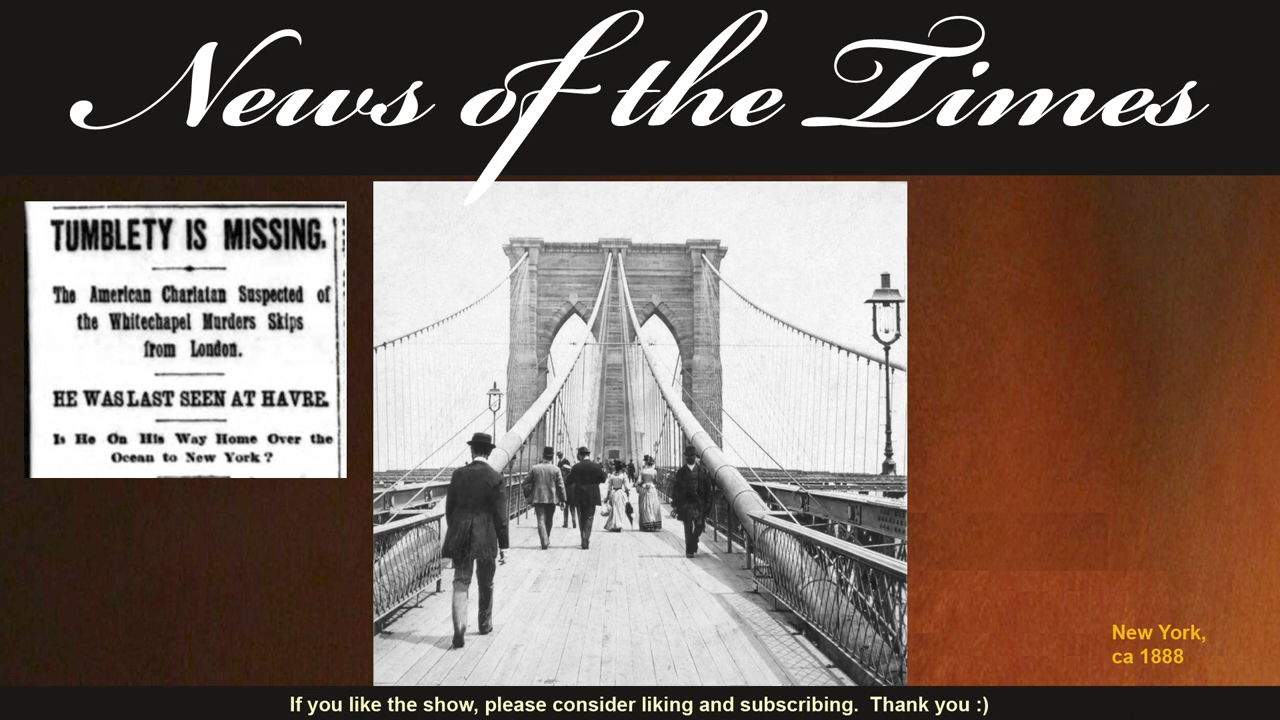 News of the Times
TUMBLETY IS MISSING.
The American Charlatan Suspected of
the Whitechapel Murders Skips
from London.
HE WAS LAST SEEN AT HAVRE.
Is He On His Way Home Over the
Ocean to New York?
New York,
ca 1888
If you like the show, please consider liking and subscribing. Thank you :)